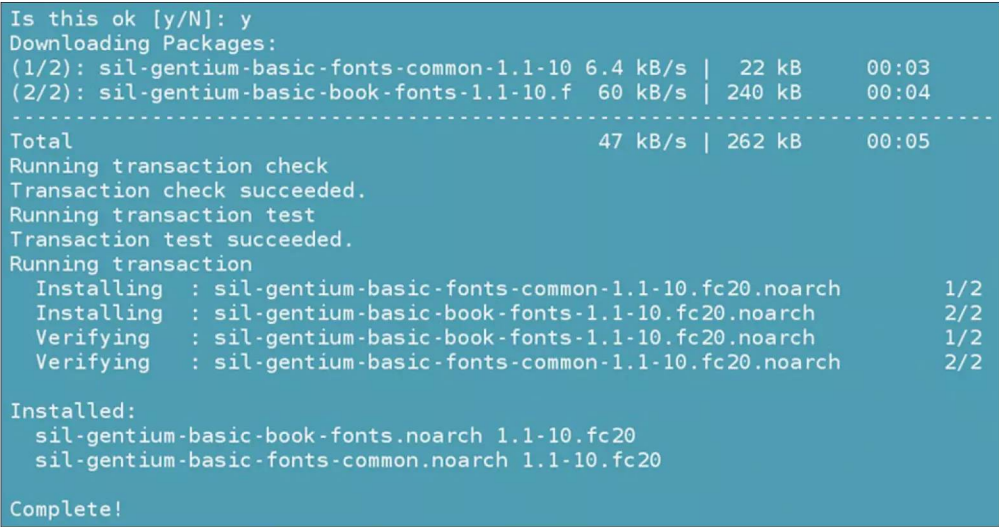 Is this ok [y/N]: y
Downloading Packages:
(1/2): sil-gentium-basic-fonts-common-1.1-10 6.4 kB/s |  22 kB     00:03
(2/2): sil-gentium-basic-book-fonts-1.1-10.f  60 kB/s | 240 kB     00:04
--------------------------------------------------------------------------------
Total                                         47 kB/s | 262 kB     00:05
Running transaction check
Transaction check succeeded.
Running transaction test
Transaction test succeeded.
Running transaction
  Installing  : sil-gentium-basic-fonts-common-1.1-10.fc20.noarch        1/2
  Installing  : sil-gentium-basic-book-fonts-1.1-10.fc20.noarch          2/2
  Verifying   : sil-gentium-basic-book-fonts-1.1-10.fc20.noarch          1/2
  Verifying   : sil-gentium-basic-fonts-common-1.1-10.fc20.noarch        2/2
Installed:
  sil-gentium-basic-book-fonts.noarch 1.1-10.fc20
  sil-gentium-basic-fonts-common.noarch 1.1-10.fc20
Complete!